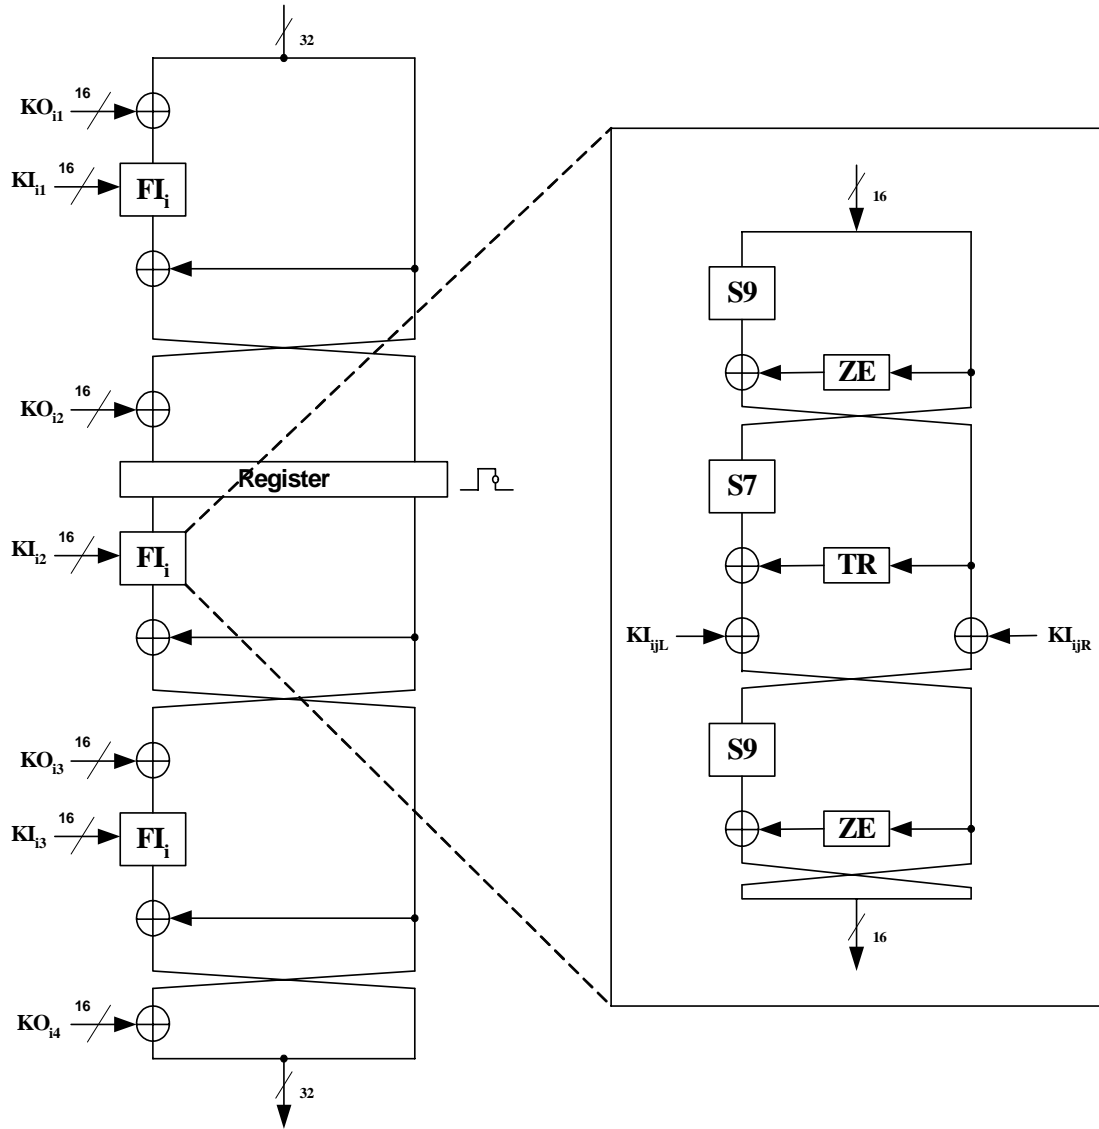 32
16
KO_i1
16
KI_i1
FI_i
16
KO_i2
Register
16
KI_i2
FI_i
16
KO_i3
16
KI_i3
FI_i
16
KO_i4
32
16
S9
ZE
S7
TR
KI_ijL
KI_ijR
S9
ZE
16